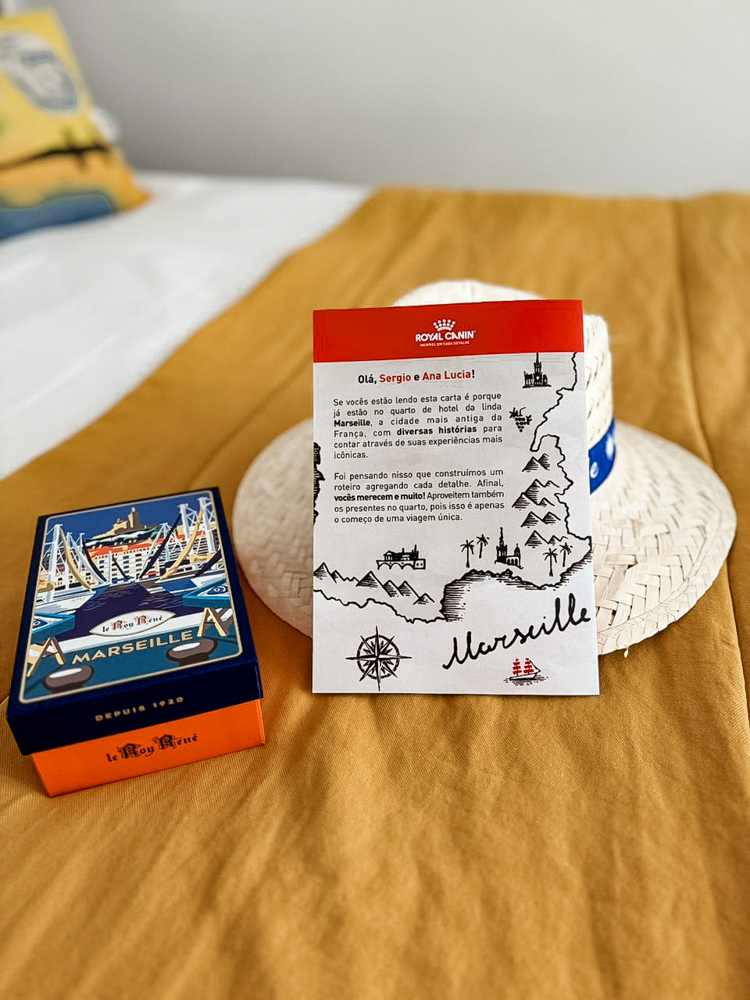 ROYAL CANIN
INCRÍVEL EM CADA DETALHE
Olá, Sergio e Ana Lucia!
Se vocês estão lendo esta carta é porque
já estão no quarto de hotel da linda
Marseille, a cidade mais antiga da
França, com diversas histórias para
contar através de suas experiências mais
icônicas.
Foi pensando nisso que construímos um
roteiro agregando cada detalhe. Afinal,
vocês merecem e muito! Aproveitem também
os presentes no quarto, pois isso é apenas
o começo de uma viagem única.
Marseille
le Roy René
MARSEILLE
DEPUIS 1920
le Roy René